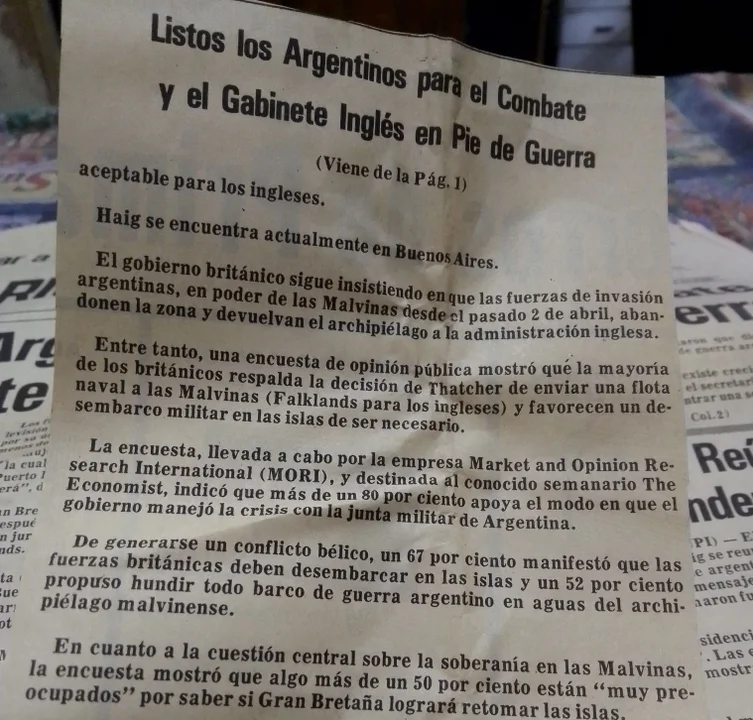 Listos los Argentinos para el Combate
y el Gabinete Inglés en Pie de Guerra
(Viene de la Pág. 1)
aceptable para los ingleses.
Haig se encuentra actualmente en Buenos Aires.
El gobierno británico sigue insistiendo en que las fuerzas de invasión
argentinas, en poder de las Malvinas desde el pasado 2 de abril, aban-
donen la zona y devuelvan el archipiélago a la administración inglesa.
Entre tanto, una encuesta de opinión pública mostró que la mayoría
de los británicos respalda la decisión de Thatcher de enviar una flota
naval a las Malvinas (Falklands para los ingleses) y favorecen un de-
sembarco militar en las islas de ser necesario.
La encuesta, llevada a cabo por la empresa Market and Opinion Re-
search International (MORI), y destinada al conocido semanario The
Economist, indicó que más de un 80 por ciento apoya el modo en que el
gobierno manejó la crisis con la junta militar de Argentina.
De generarse un conflicto bélico, un 67 por ciento manifestó que las
fuerzas británicas deben desembarcar en las islas y un 52 por ciento
propuso hundir todo barco de guerra argentino en aguas del archi-
piélago malvinense.
En cuanto a la cuestión central sobre la soberanía en las Malvinas,
la encuesta mostró que algo más de un 50 por ciento están “muy pre-
ocupados” por saber si Gran Bretaña logrará retomar las islas.
Col. 2)